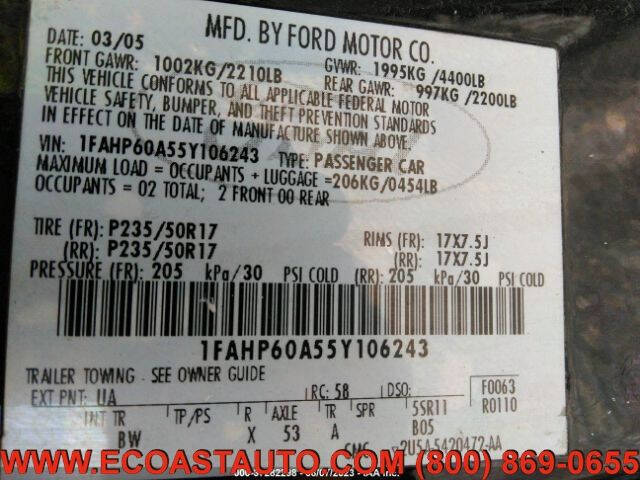 MFD. BY FORD MOTOR CO.
DATE: 03/05 GVWR: 1995KG/4400LB
FRONT GAWR: 1002KG/2210LB REAR GAWR: 997KG/2200LB
THIS VEHICLE CONFORMS TO ALL APPLICABLE FEDERAL MOTOR
VEHICLE SAFETY, BUMPER, AND THEFT PREVENTION STANDARDS
IN EFFECT ON THE DATE OF MANUFACTURE SHOWN ABOVE.
VIN: 1FAHP60A55Y106243 TYPE: PASSENGER CAR
MAXIMUM LOAD = OCCUPANTS + LUGGAGE = 206KG/0454LB
OCCUPANTS = 02 TOTAL; 2 FRONT 00 REAR
TIRE (FR): P235/50R17 RIMS (FR): 17X7.5J
(RR): P235/50R17 (RR): 17X7.5J
PRESSURE (FR): 205 kPa/30 PSI COLD (RR): 205 kPa/30 PSI COLD
1FAHP60A55Y106243
TRAILER TOWING - SEE OWNER GUIDE
EXT PNT: UA RC: 58 DSO: F0063
R0110
INT TR TP/PS R AXLE TR SPR 5SR11
BW X 53 A B05
2U5A-5420472-AA
WWW.ECOASTAUTO.COM (800) 869-0655